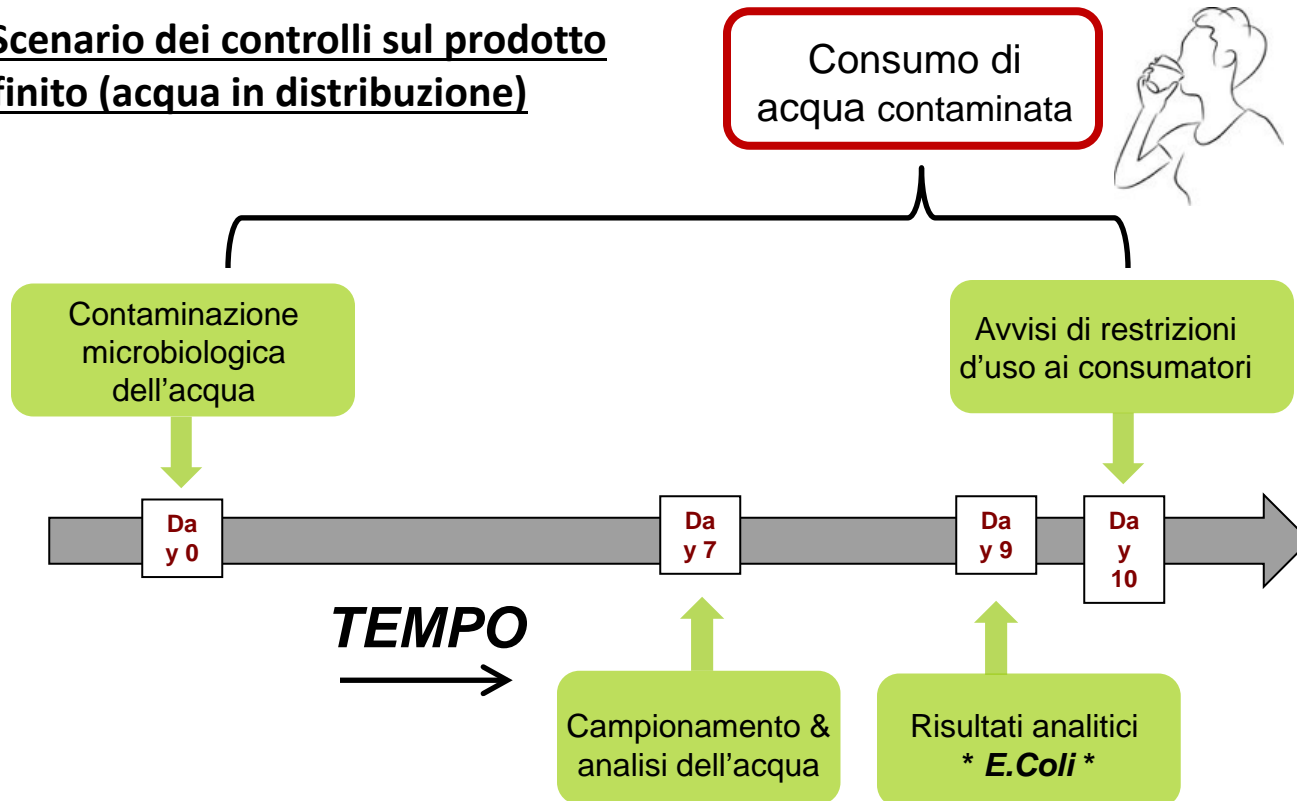 Scenario dei controlli sul prodotto
finito (acqua in distribuzione)
Consumo di
acqua contaminata
Contaminazione
microbiologica
dell'acqua
Avvisi di restrizioni
d'uso ai consumatori
Da
y 0
Da
y 7
Da
y 9
Da
y
10
TEMPO
Campionamento &
analisi dell'acqua
Risultati analitici
* E.Coli *